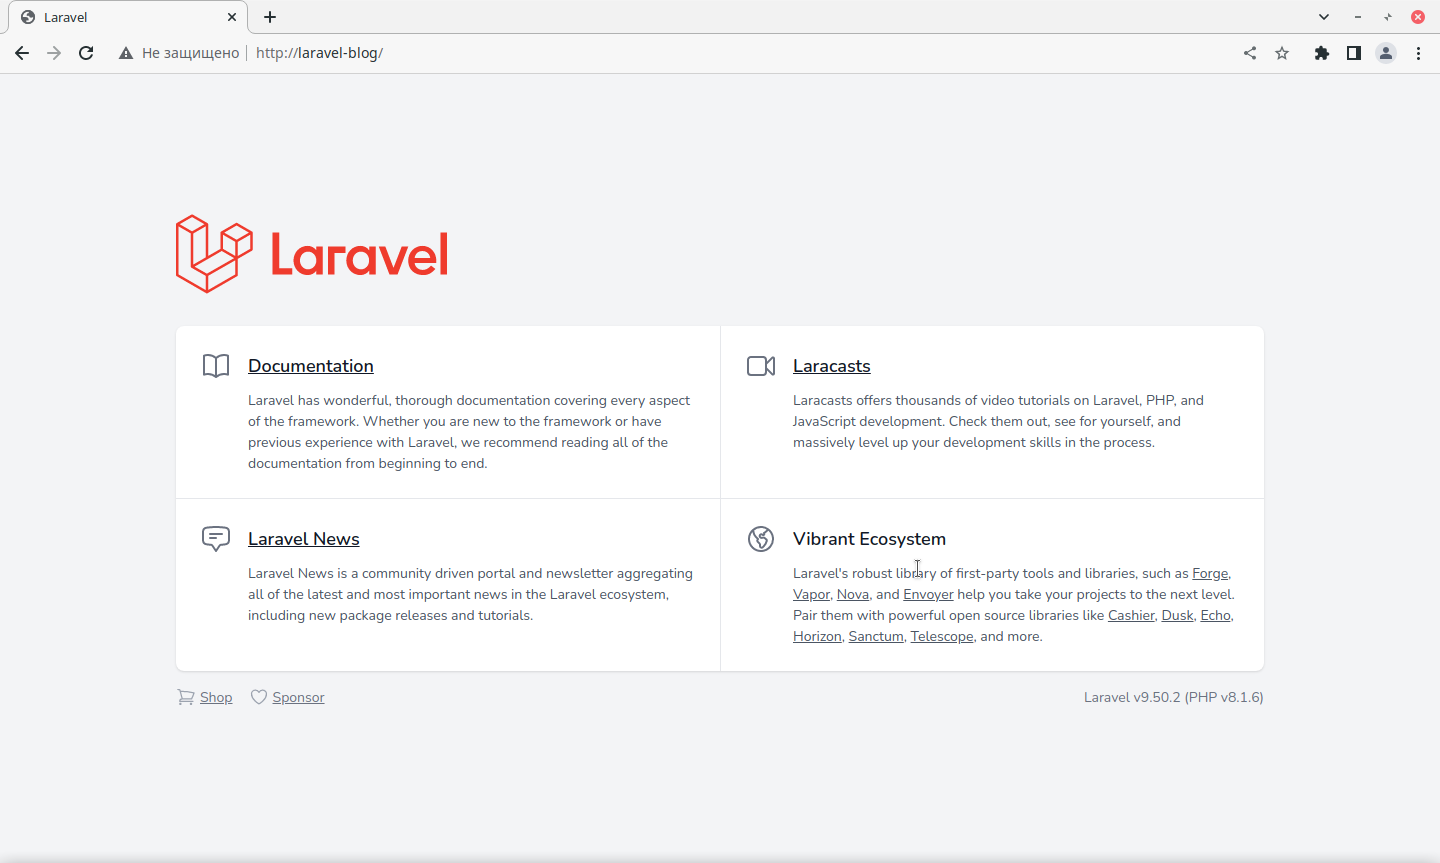 Laravel
Не защищено
http://laravel-blog/
Laravel
Documentation
Laravel has wonderful, thorough documentation covering every aspect
of the framework. Whether you are new to the framework or have
previous experience with Laravel, we recommend reading all of the
documentation from beginning to end.
Laracasts
Laracasts offers thousands of video tutorials on Laravel, PHP, and
JavaScript development. Check them out, see for yourself, and
massively level up your development skills in the process.
Laravel News
Laravel News is a community driven portal and newsletter aggregating
all of the latest and most important news in the Laravel ecosystem,
including new package releases and tutorials.
Vibrant Ecosystem
Laravel's robust library of first-party tools and libraries, such as Forge,
Vapor, Nova, and Envoyer help you take your projects to the next level.
Pair them with powerful open source libraries like Cashier, Dusk, Echo,
Horizon, Sanctum, Telescope, and more.
Shop
Sponsor
Laravel v9.50.2 (PHP v8.1.6)